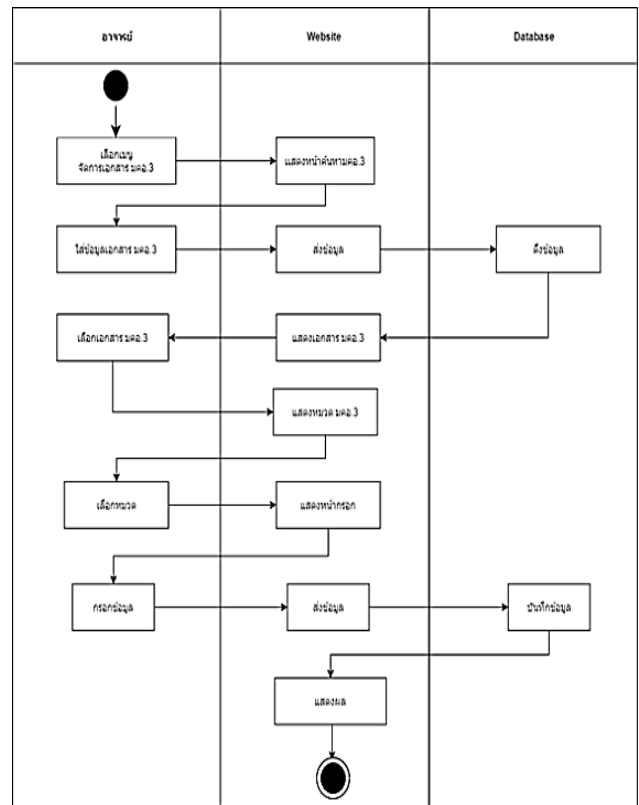 อาจารย์
Website
Database
เลือกเมนู
จัดการเอกสาร มคอ.3
แสดงหน้าค้นหามคอ.3
ใส่ข้อมูลเอกสาร มคอ.3
ส่งข้อมูล
ดึงข้อมูล
เลือกเอกสาร มคอ.3
แสดงเอกสาร มคอ.3
แสดงหมวด มคอ.3
เลือกหมวด
แสดงหน้ากรอก
กรอกข้อมูล
ส่งข้อมูล
บันทึกข้อมูล
แสดงผล